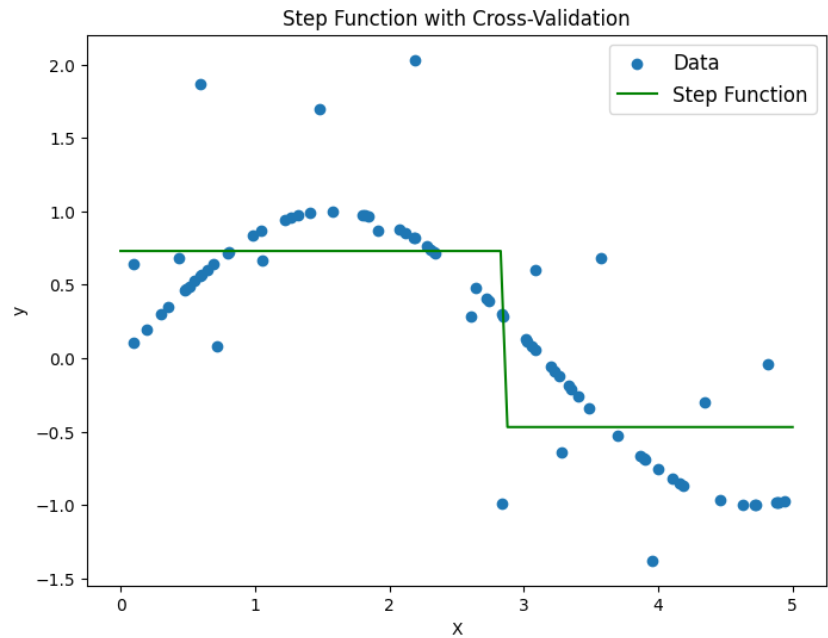 Step Function with Cross-Validation
Data
Step Function
2.0
1.5
1.0
0.5
0.0
−0.5
−1.0
−1.5
y
0 1 2 3 4 5
X